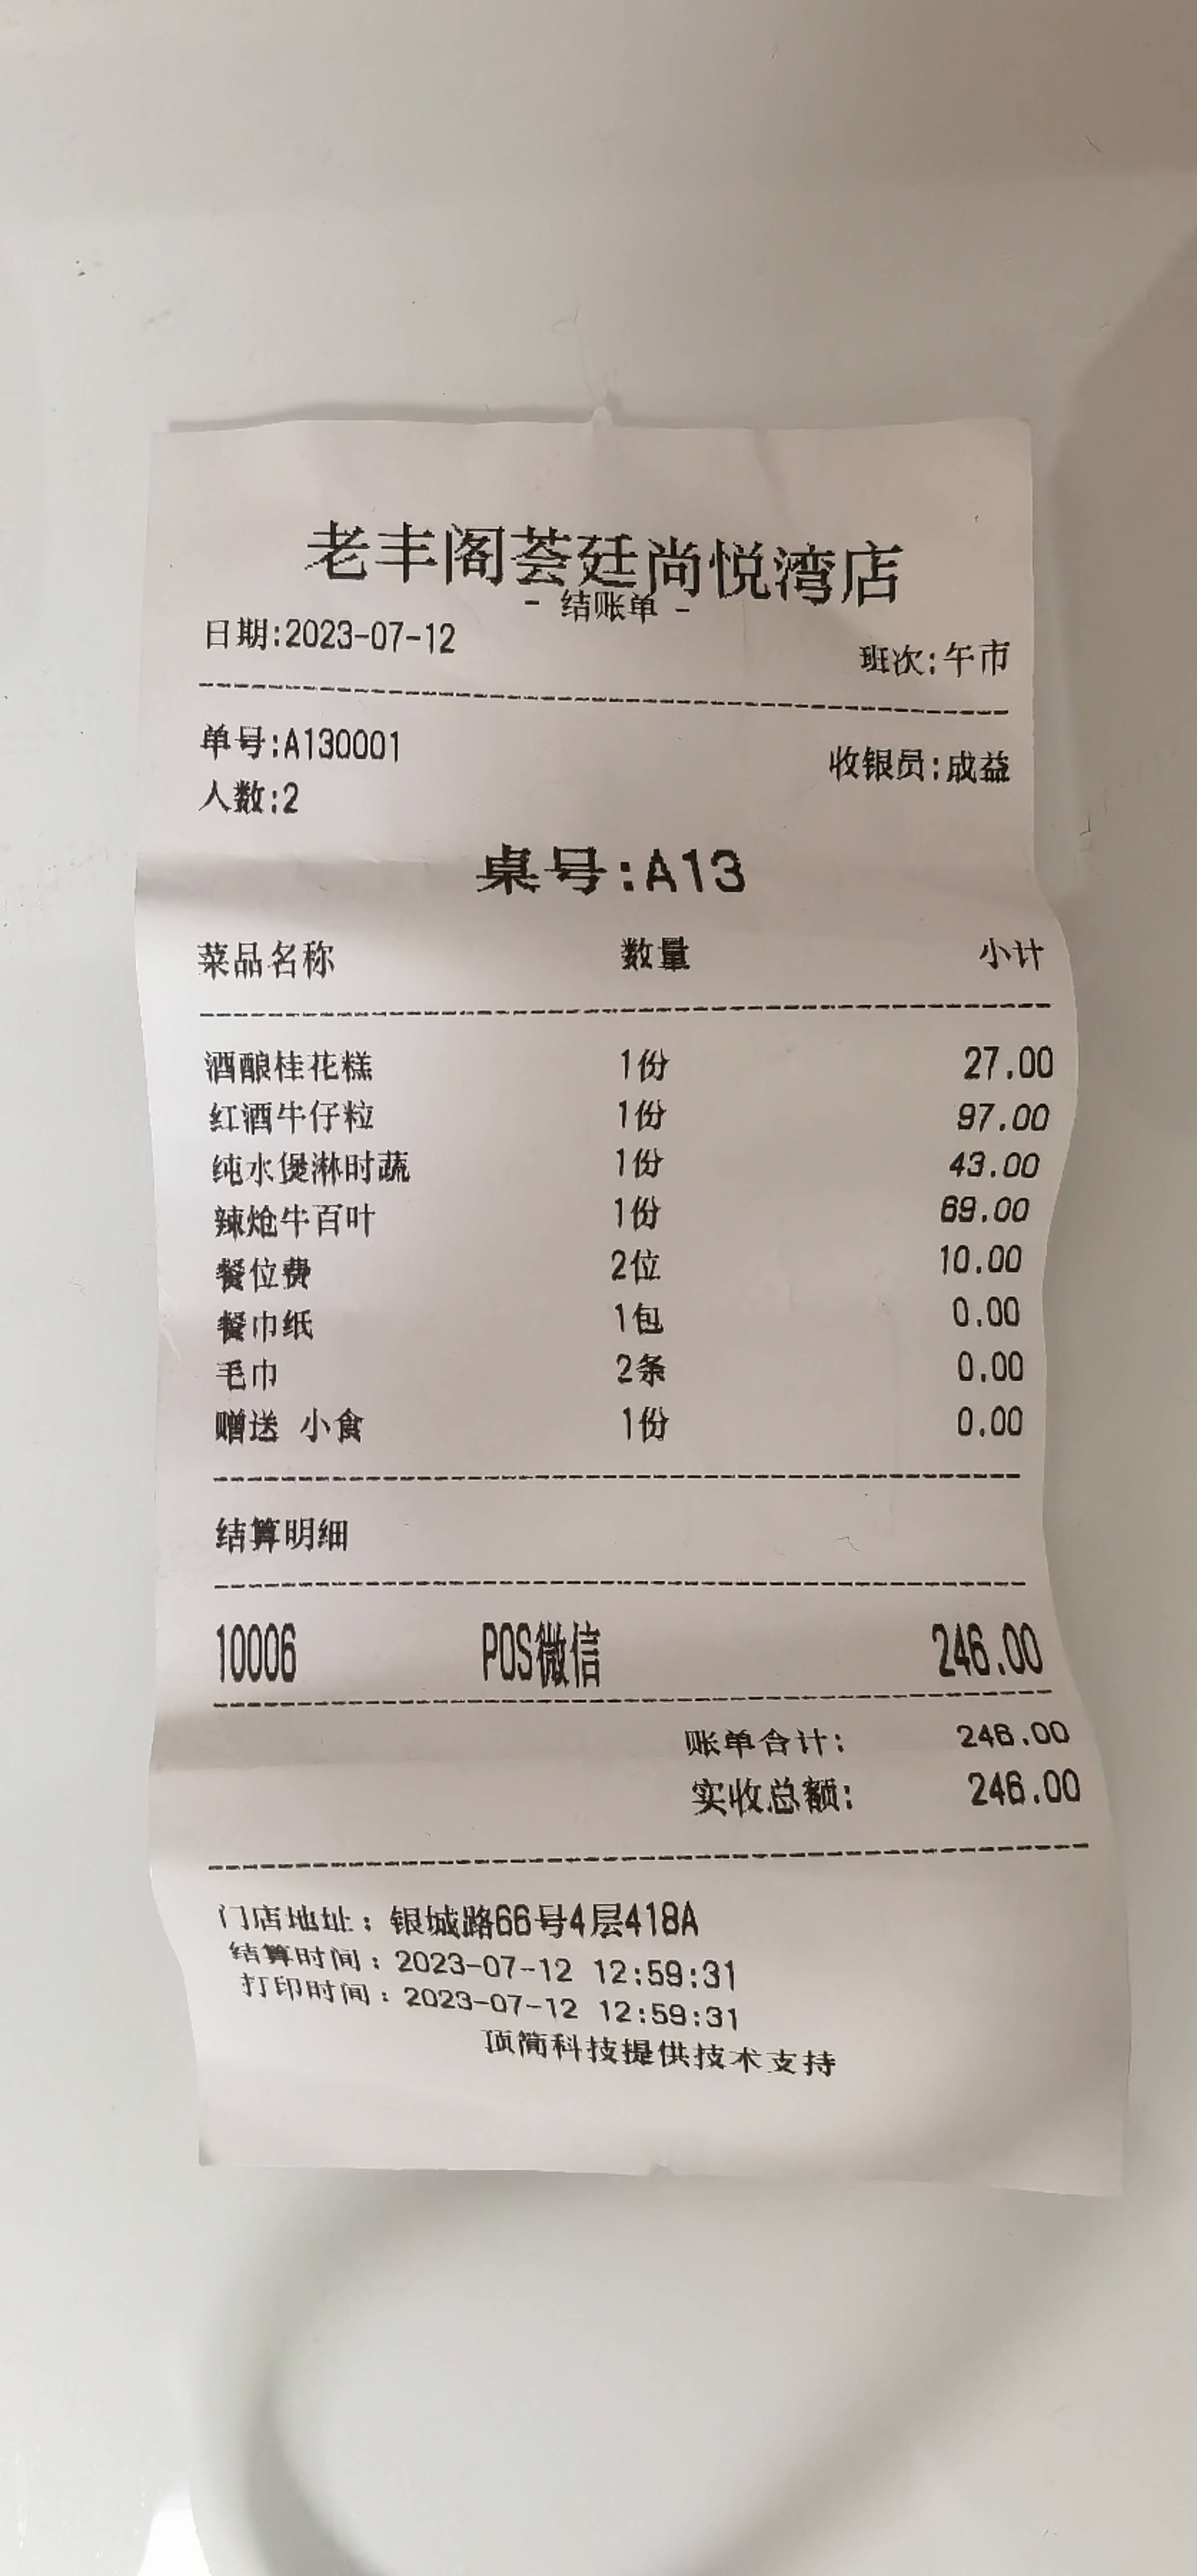 老丰阁荟廷尚悦湾店
- 结账单 -
日期:2023-07-12 班次:午市
单号:A130001 收银员:成益
人数:2
桌号:A13
菜品名称 数量 小计
酒酿桂花糕 1份 27.00
红酒牛仔粒 1份 97.00
纯水煲淋时蔬 1份 43.00
辣炝牛百叶 1份 69.00
餐位费 2位 10.00
餐巾纸 1包 0.00
毛巾 2条 0.00
赠送 小食 1份 0.00
结算明细
10006 POS微信 246.00
账单合计: 246.00
实收总额: 246.00
门店地址：银城路66号4层418A
结算时间：2023-07-12 12:59:31
打印时间：2023-07-12 12:59:31
顶简科技提供技术支持